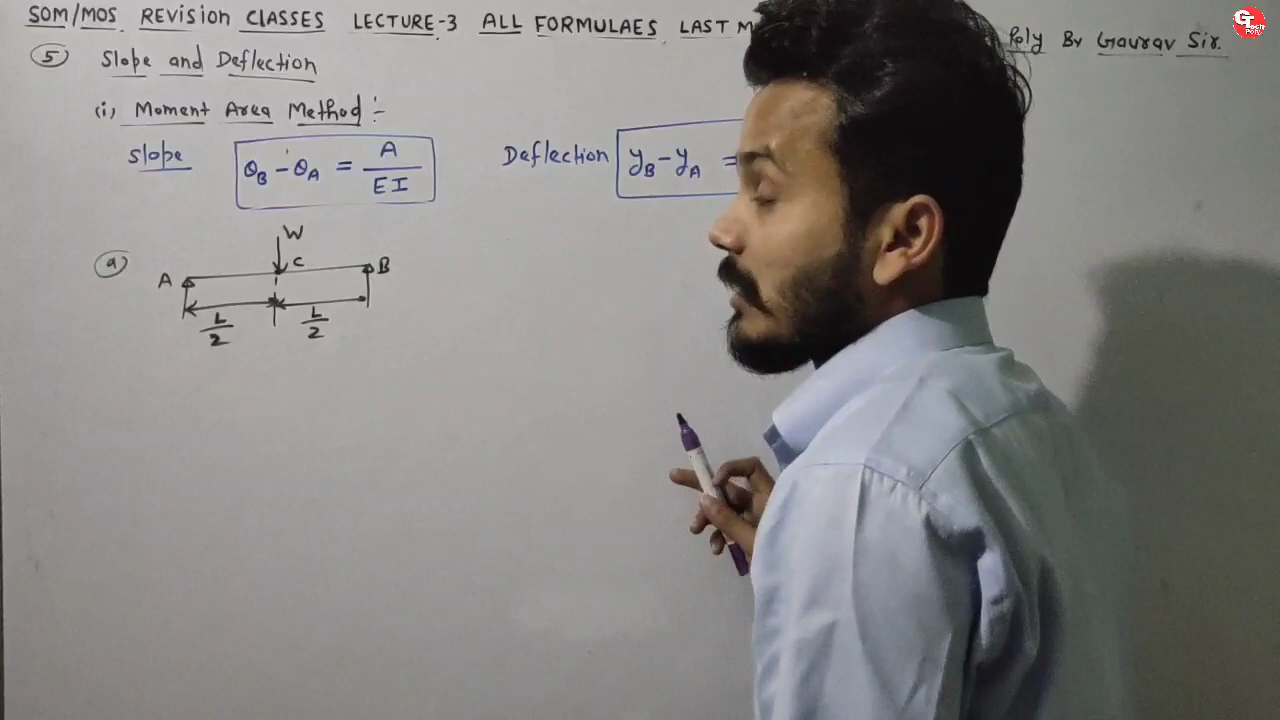 SOM/MOS REVISION CLASSES LECTURE-3 ALL FORMULAES, LAST Poly By Gaurav Sir.
5 Slope and Deflection
(i) Moment Area Method :-
Slope θB - θA = A / EI Deflection yB - yA =
a W
A C B
L/2 L/2
GT